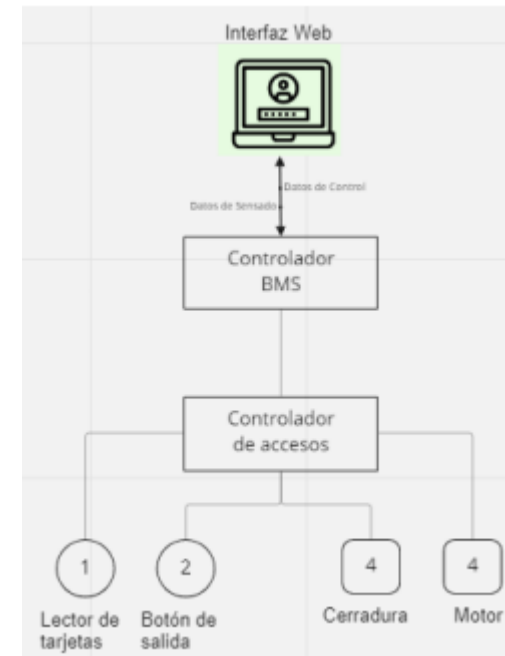 Interfaz Web
Datos de Control
Datos de Sensado
Controlador
BMS
Controlador
de accesos
1
2
4
4
Lector de
tarjetas
Botón de
salida
Cerradura
Motor